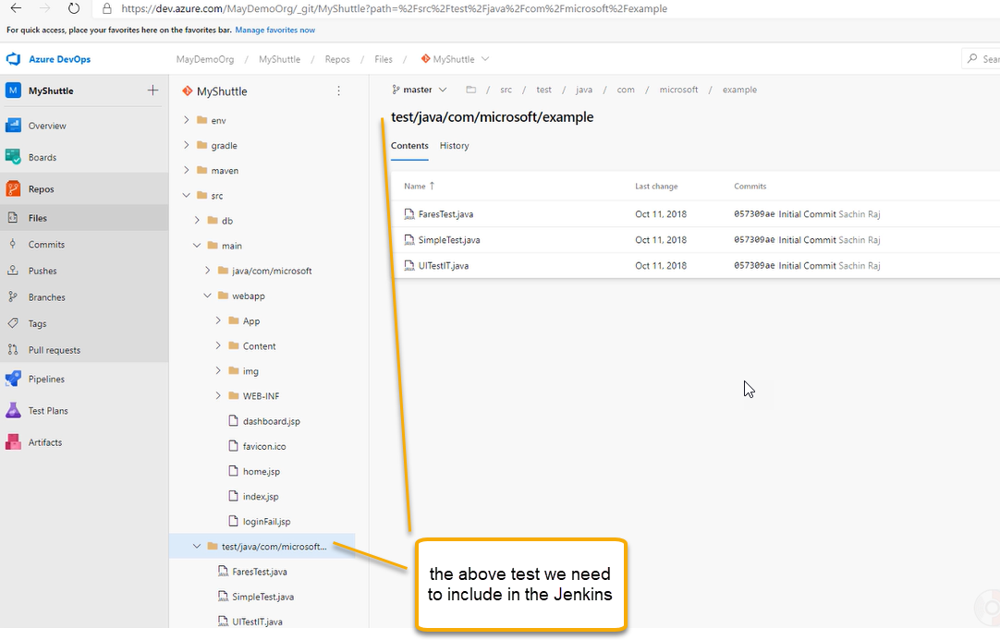 https://dev.azure.com/MayDemoOrg/_git/MyShuttle?path=%2Fsrc%2Ftest%2Fjava%2Fcom%2Fmicrosoft%2Fexample
For quick access, place your favorites here on the favorites bar. Manage favorites now
Azure DevOps
MayDemoOrg / MyShuttle / Repos / Files / MyShuttle
Sear
M MyShuttle
Overview
Boards
Repos
Files
Commits
Pushes
Branches
Tags
Pull requests
Pipelines
Test Plans
Artifacts
MyShuttle
env
gradle
maven
src
db
main
java/com/microsoft
webapp
App
Content
img
WEB-INF
dashboard.jsp
favicon.ico
home.jsp
index.jsp
loginFail.jsp
test/java/com/microsoft...
FaresTest.java
SimpleTest.java
UITestIT.java
master / src / test / java / com / microsoft / example
test/java/com/microsoft/example
Contents History
Name ↑ Last change Commits
FaresTest.java Oct 11, 2018 057309ae Initial Commit Sachin Raj
SimpleTest.java Oct 11, 2018 057309ae Initial Commit Sachin Raj
UITestIT.java Oct 11, 2018 057309ae Initial Commit Sachin Raj
the above test we need
to include in the Jenkins